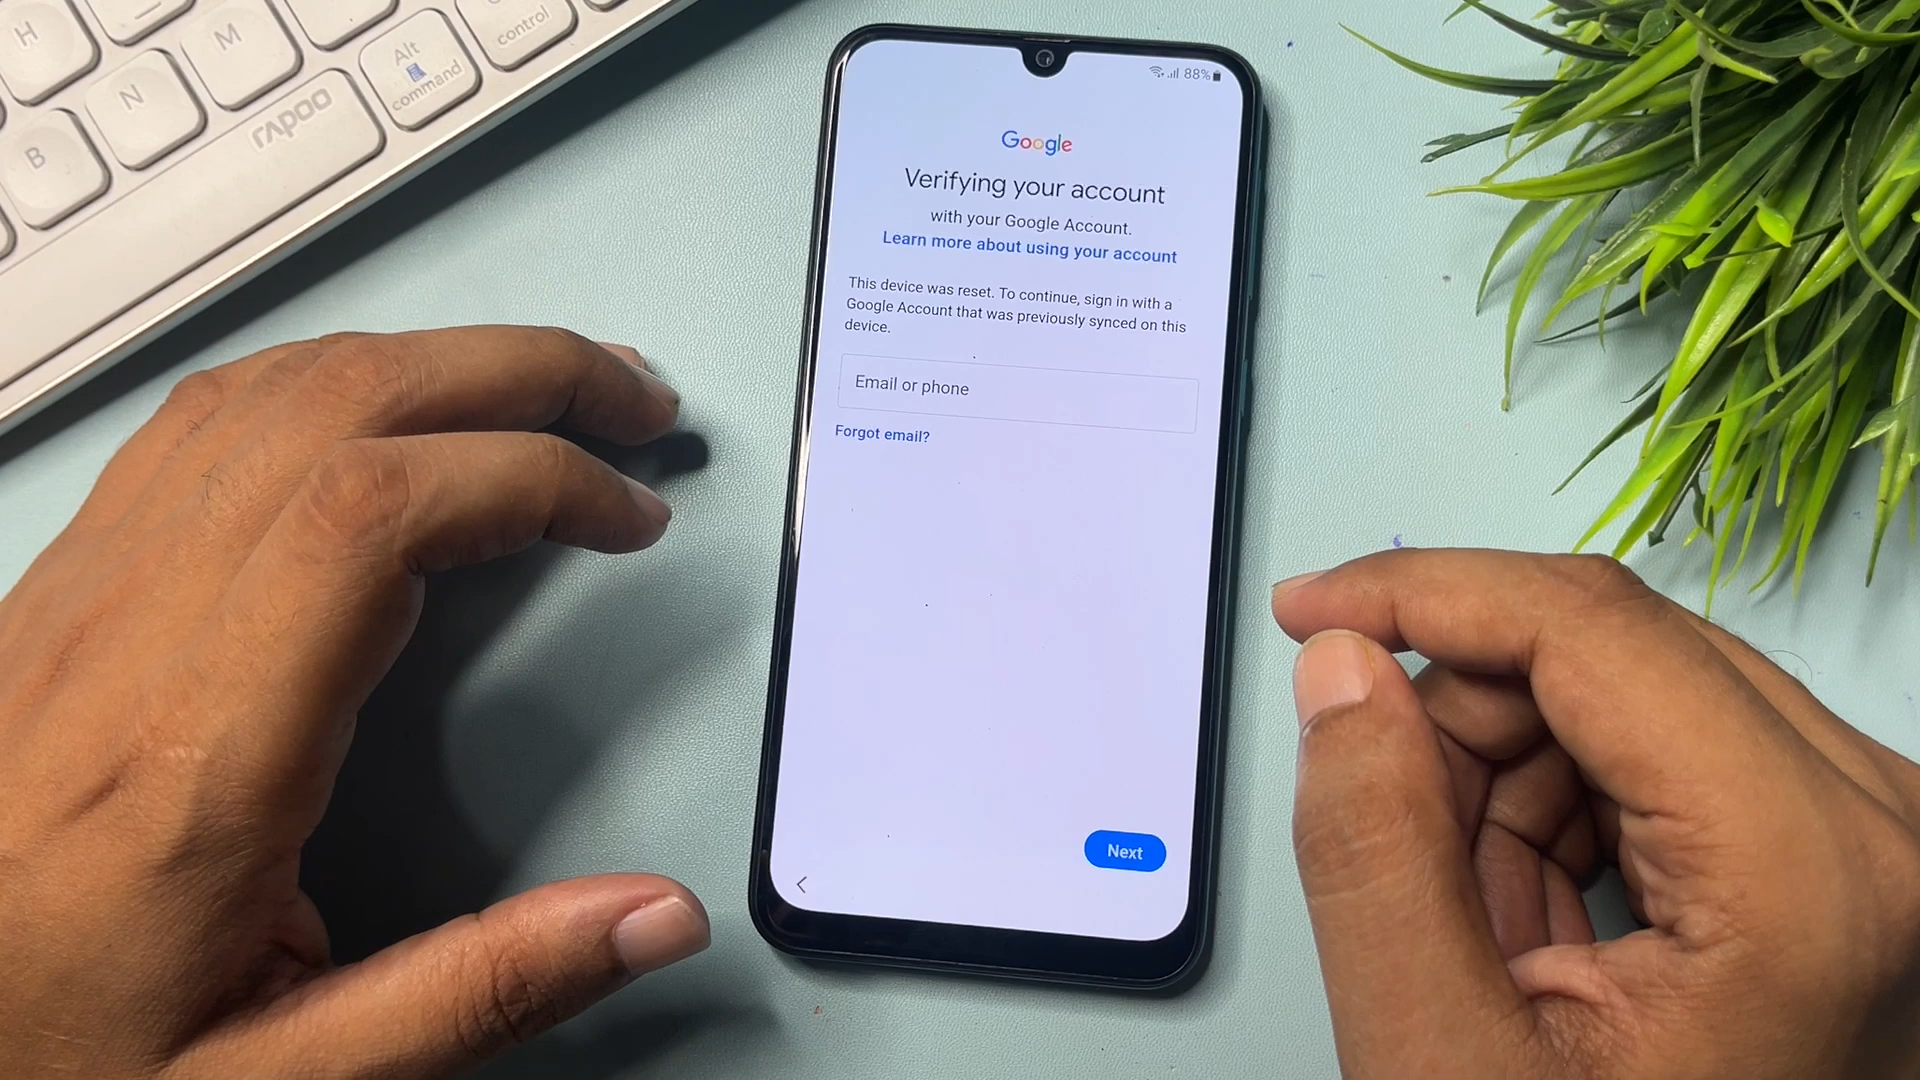 H
M
Alt
command
control
N
rapoo
B
88%
Google
Verifying your account
with your Google Account.
Learn more about using your account
This device was reset. To continue, sign in with a
Google Account that was previously synced on this
device.
Email or phone
Forgot email?
Next